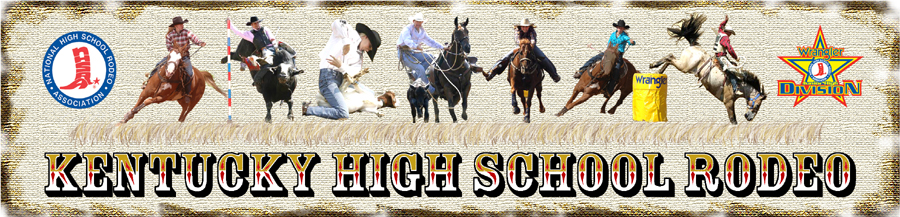 NATIONAL HIGH SCHOOL RODEO
ASSOCIATION
Wrangler
Wrangler
DIVISION
KENTUCKY HIGH SCHOOL RODEO